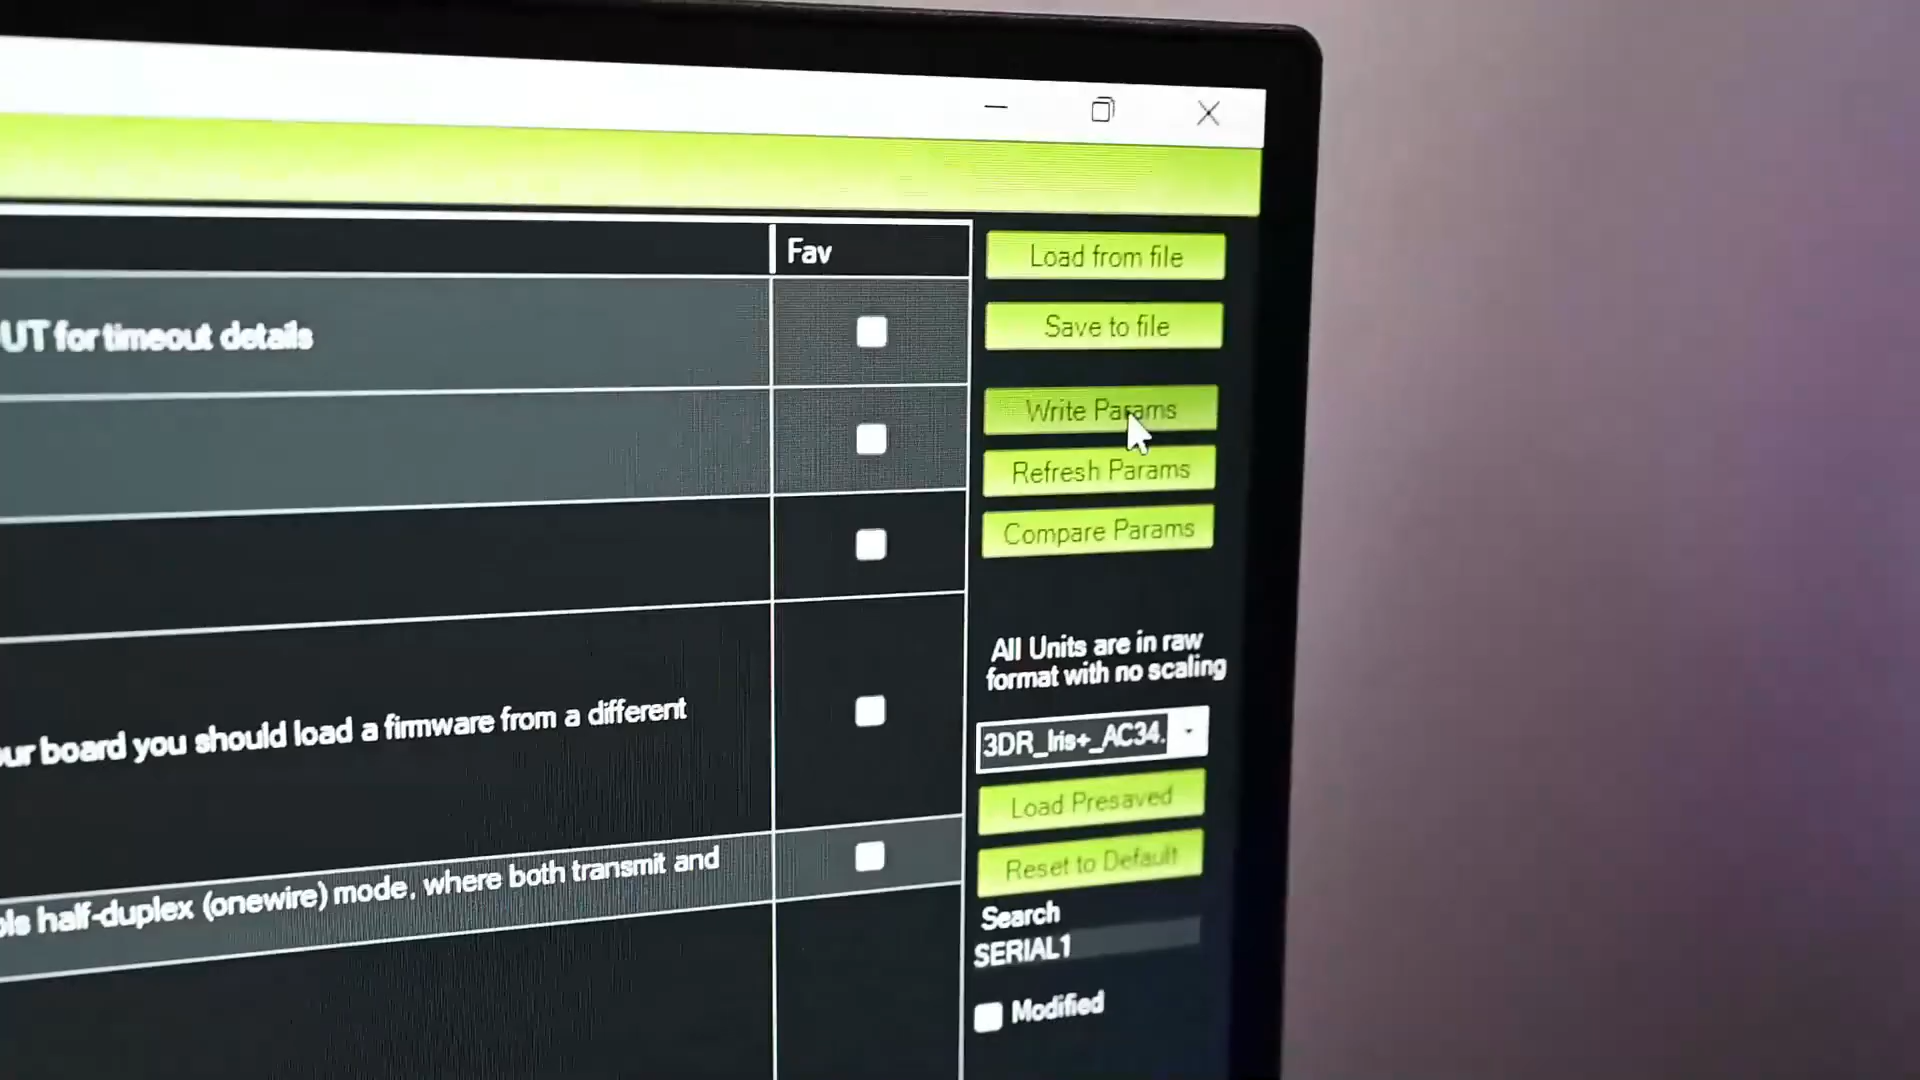 Fav
UT for timeout details
our board you should load a firmware from a different
half-duplex (onewire) mode, where both transmit and
Load from file
Save to file
Write Params
Refresh Params
Compare Params
All Units are in raw
format with no scaling
3DR_Iris+_AC34.
Load Presaved
Reset to Default
Search
SERIAL1
Modified